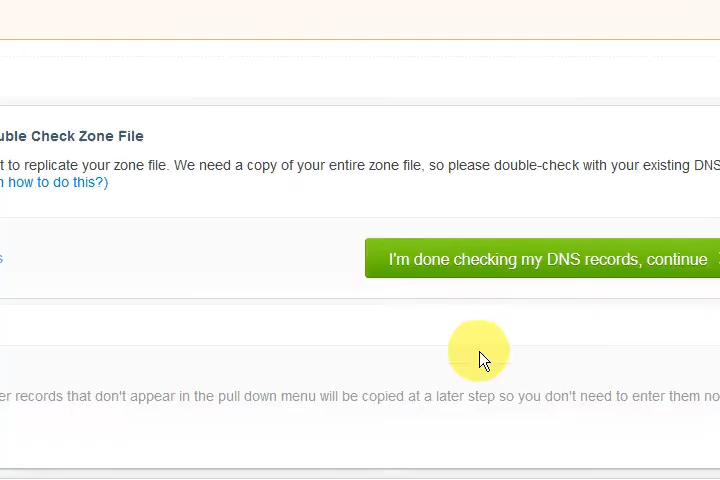 uble Check Zone File
t to replicate your zone file. We need a copy of your entire zone file, so please double-check with your existing DNS
n how to do this?)
s
I'm done checking my DNS records, continue
er records that don't appear in the pull down menu will be copied at a later step so you don't need to enter them no